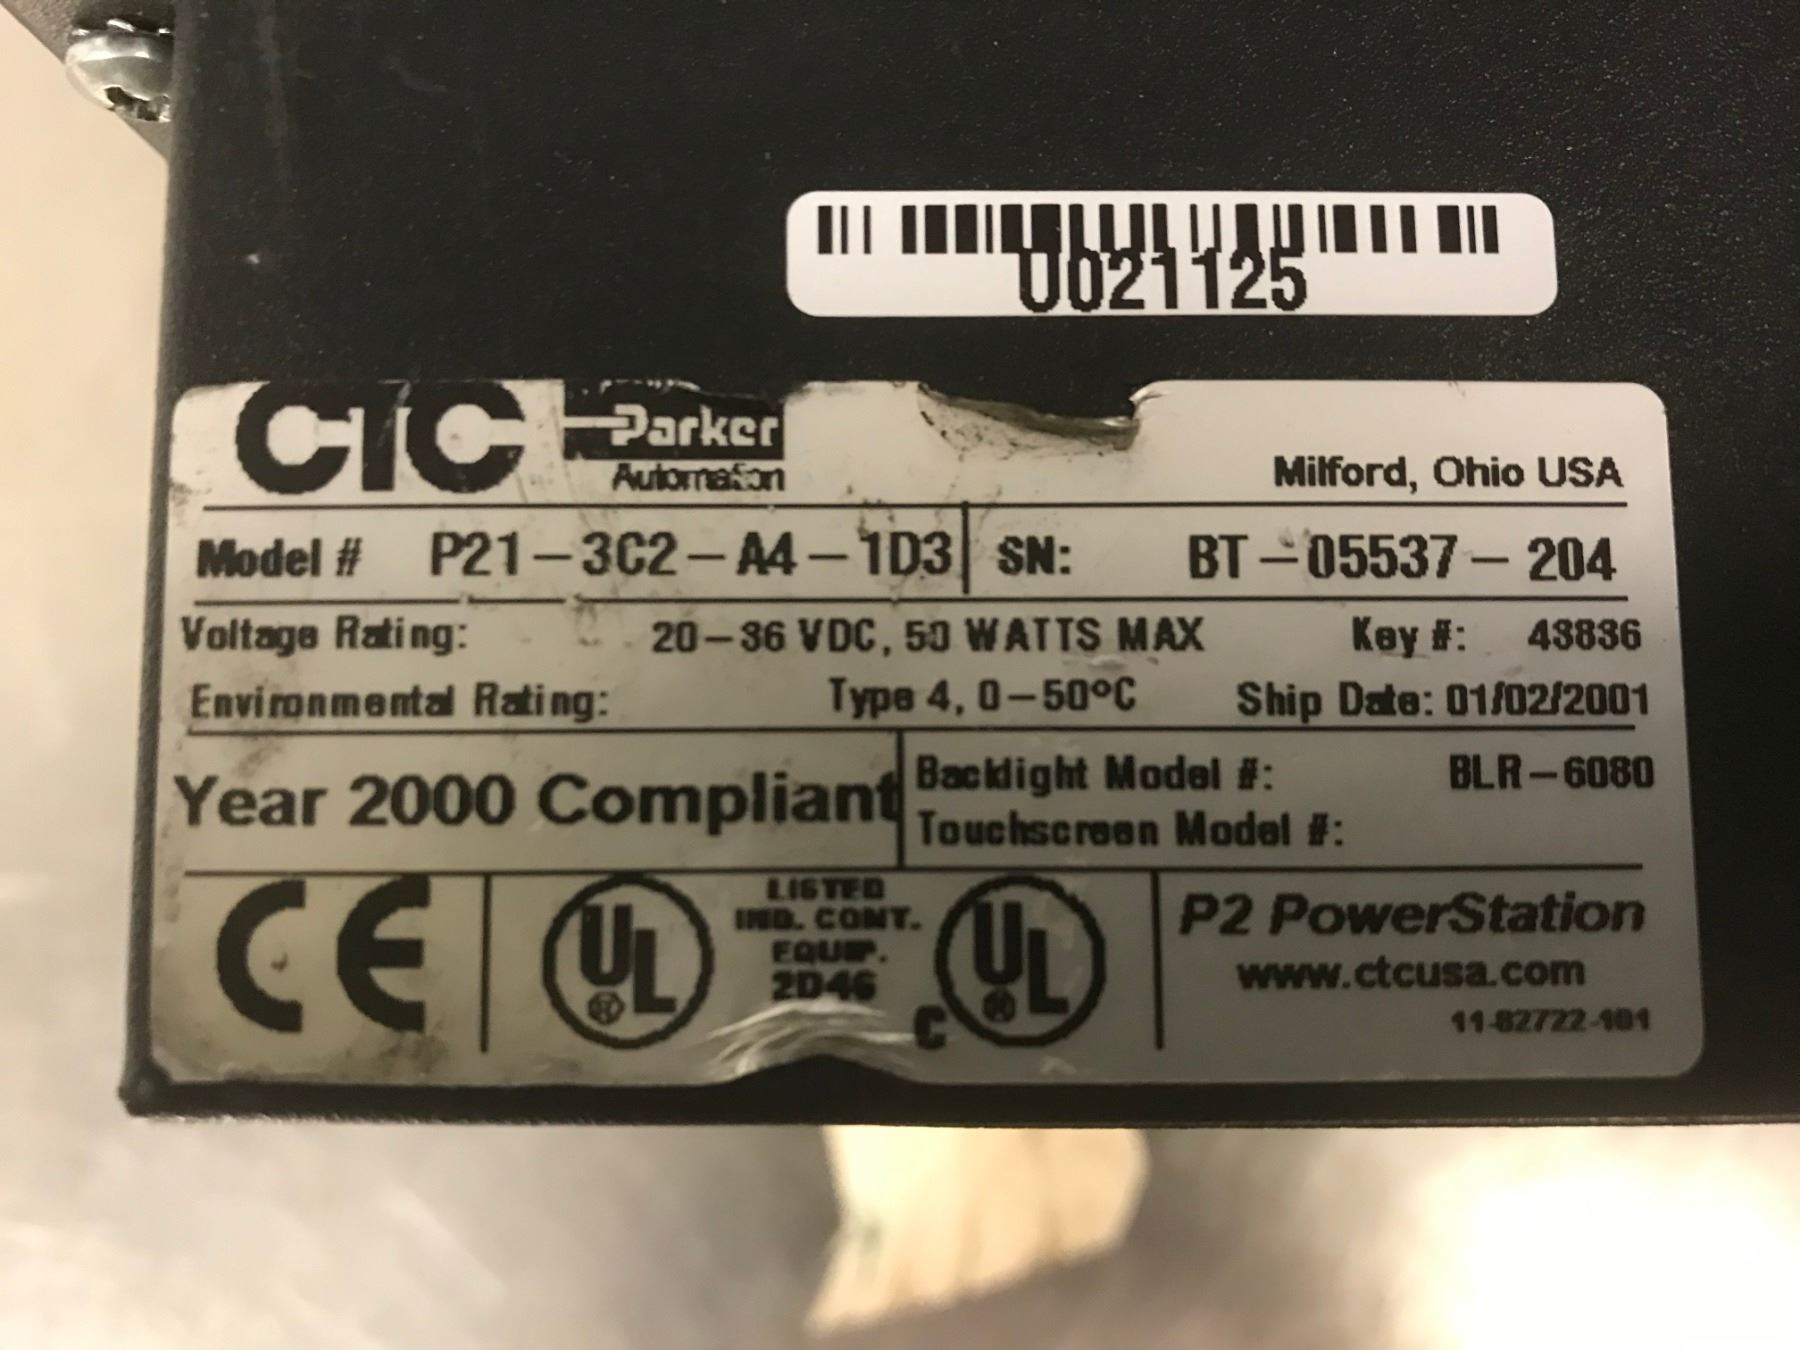 U021125
CTC Parker
Automation
Milford, Ohio USA
Model # P21-3C2-A4-1D3 SN: BT-05537-204
Voltage Rating: 20-36 VDC, 50 WATTS MAX Key #: 43836
Environmental Rating: Type 4, 0-50°C Ship Date: 01/02/2001
Year 2000 Compliant
Backlight Model #: BLR-6080
Touchscreen Model #:
CE
UL
LISTED
IND. CONT.
EQUIP.
2D46
C UL
P2 PowerStation
www.ctcusa.com
11-82722-101